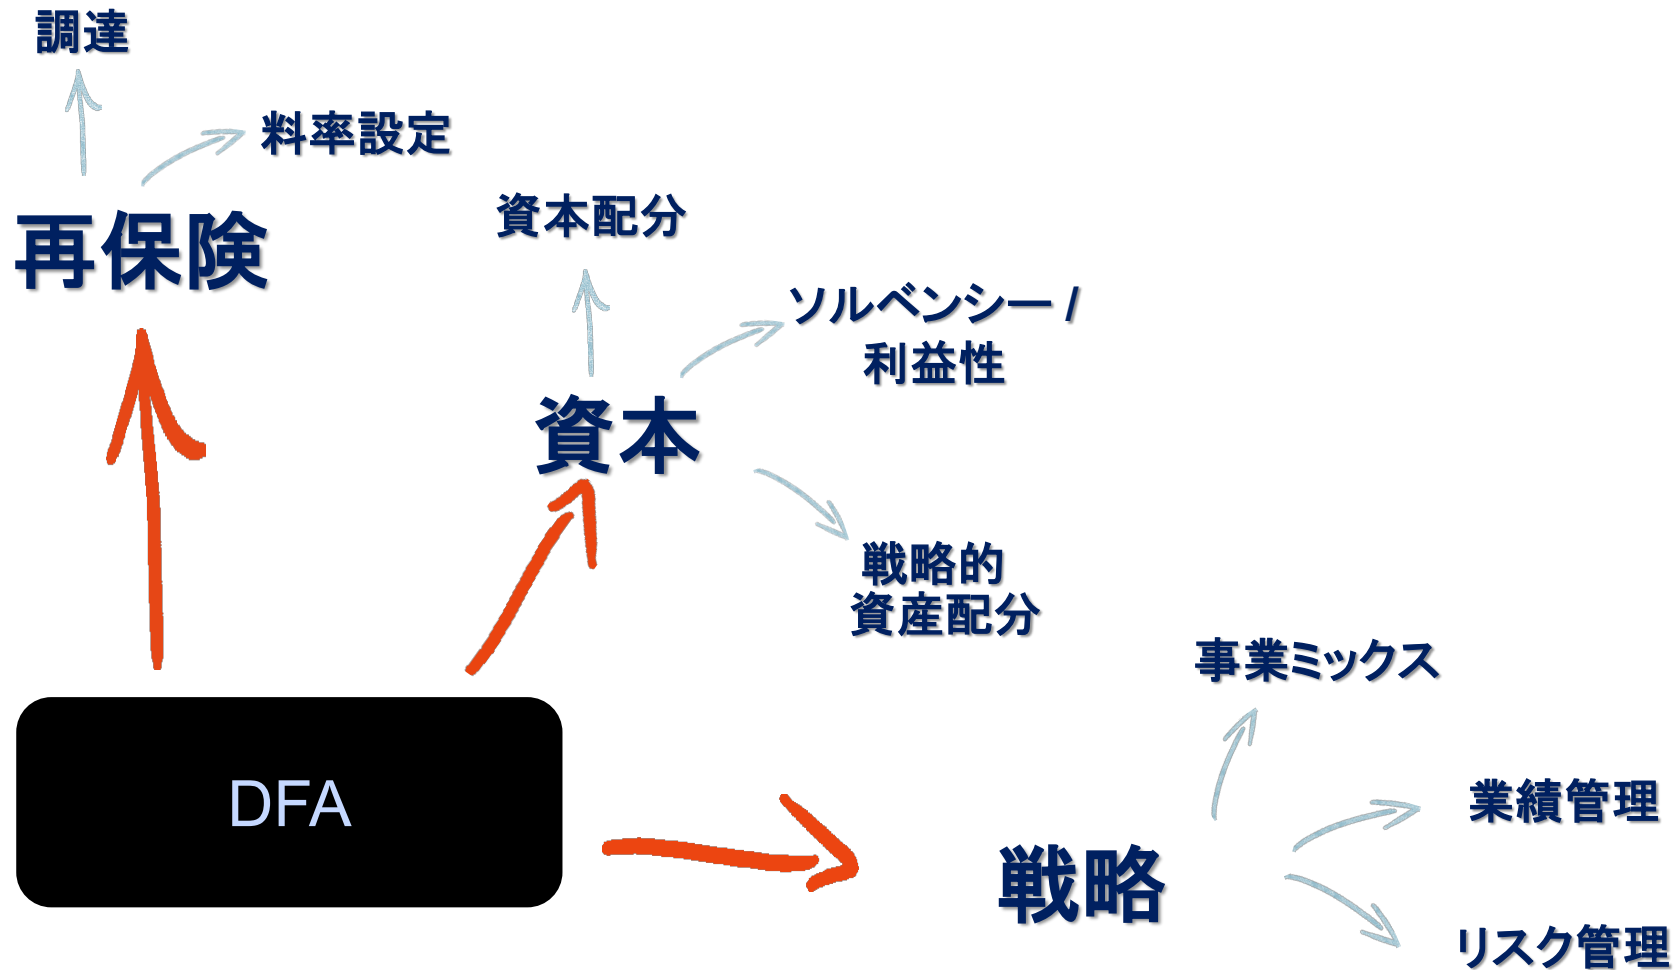 調達
料率設定
再保険
資本配分
ソルベンシー /
利益性
資本
戦略的
資産配分
事業ミックス
DFA
業績管理
戦略
リスク管理